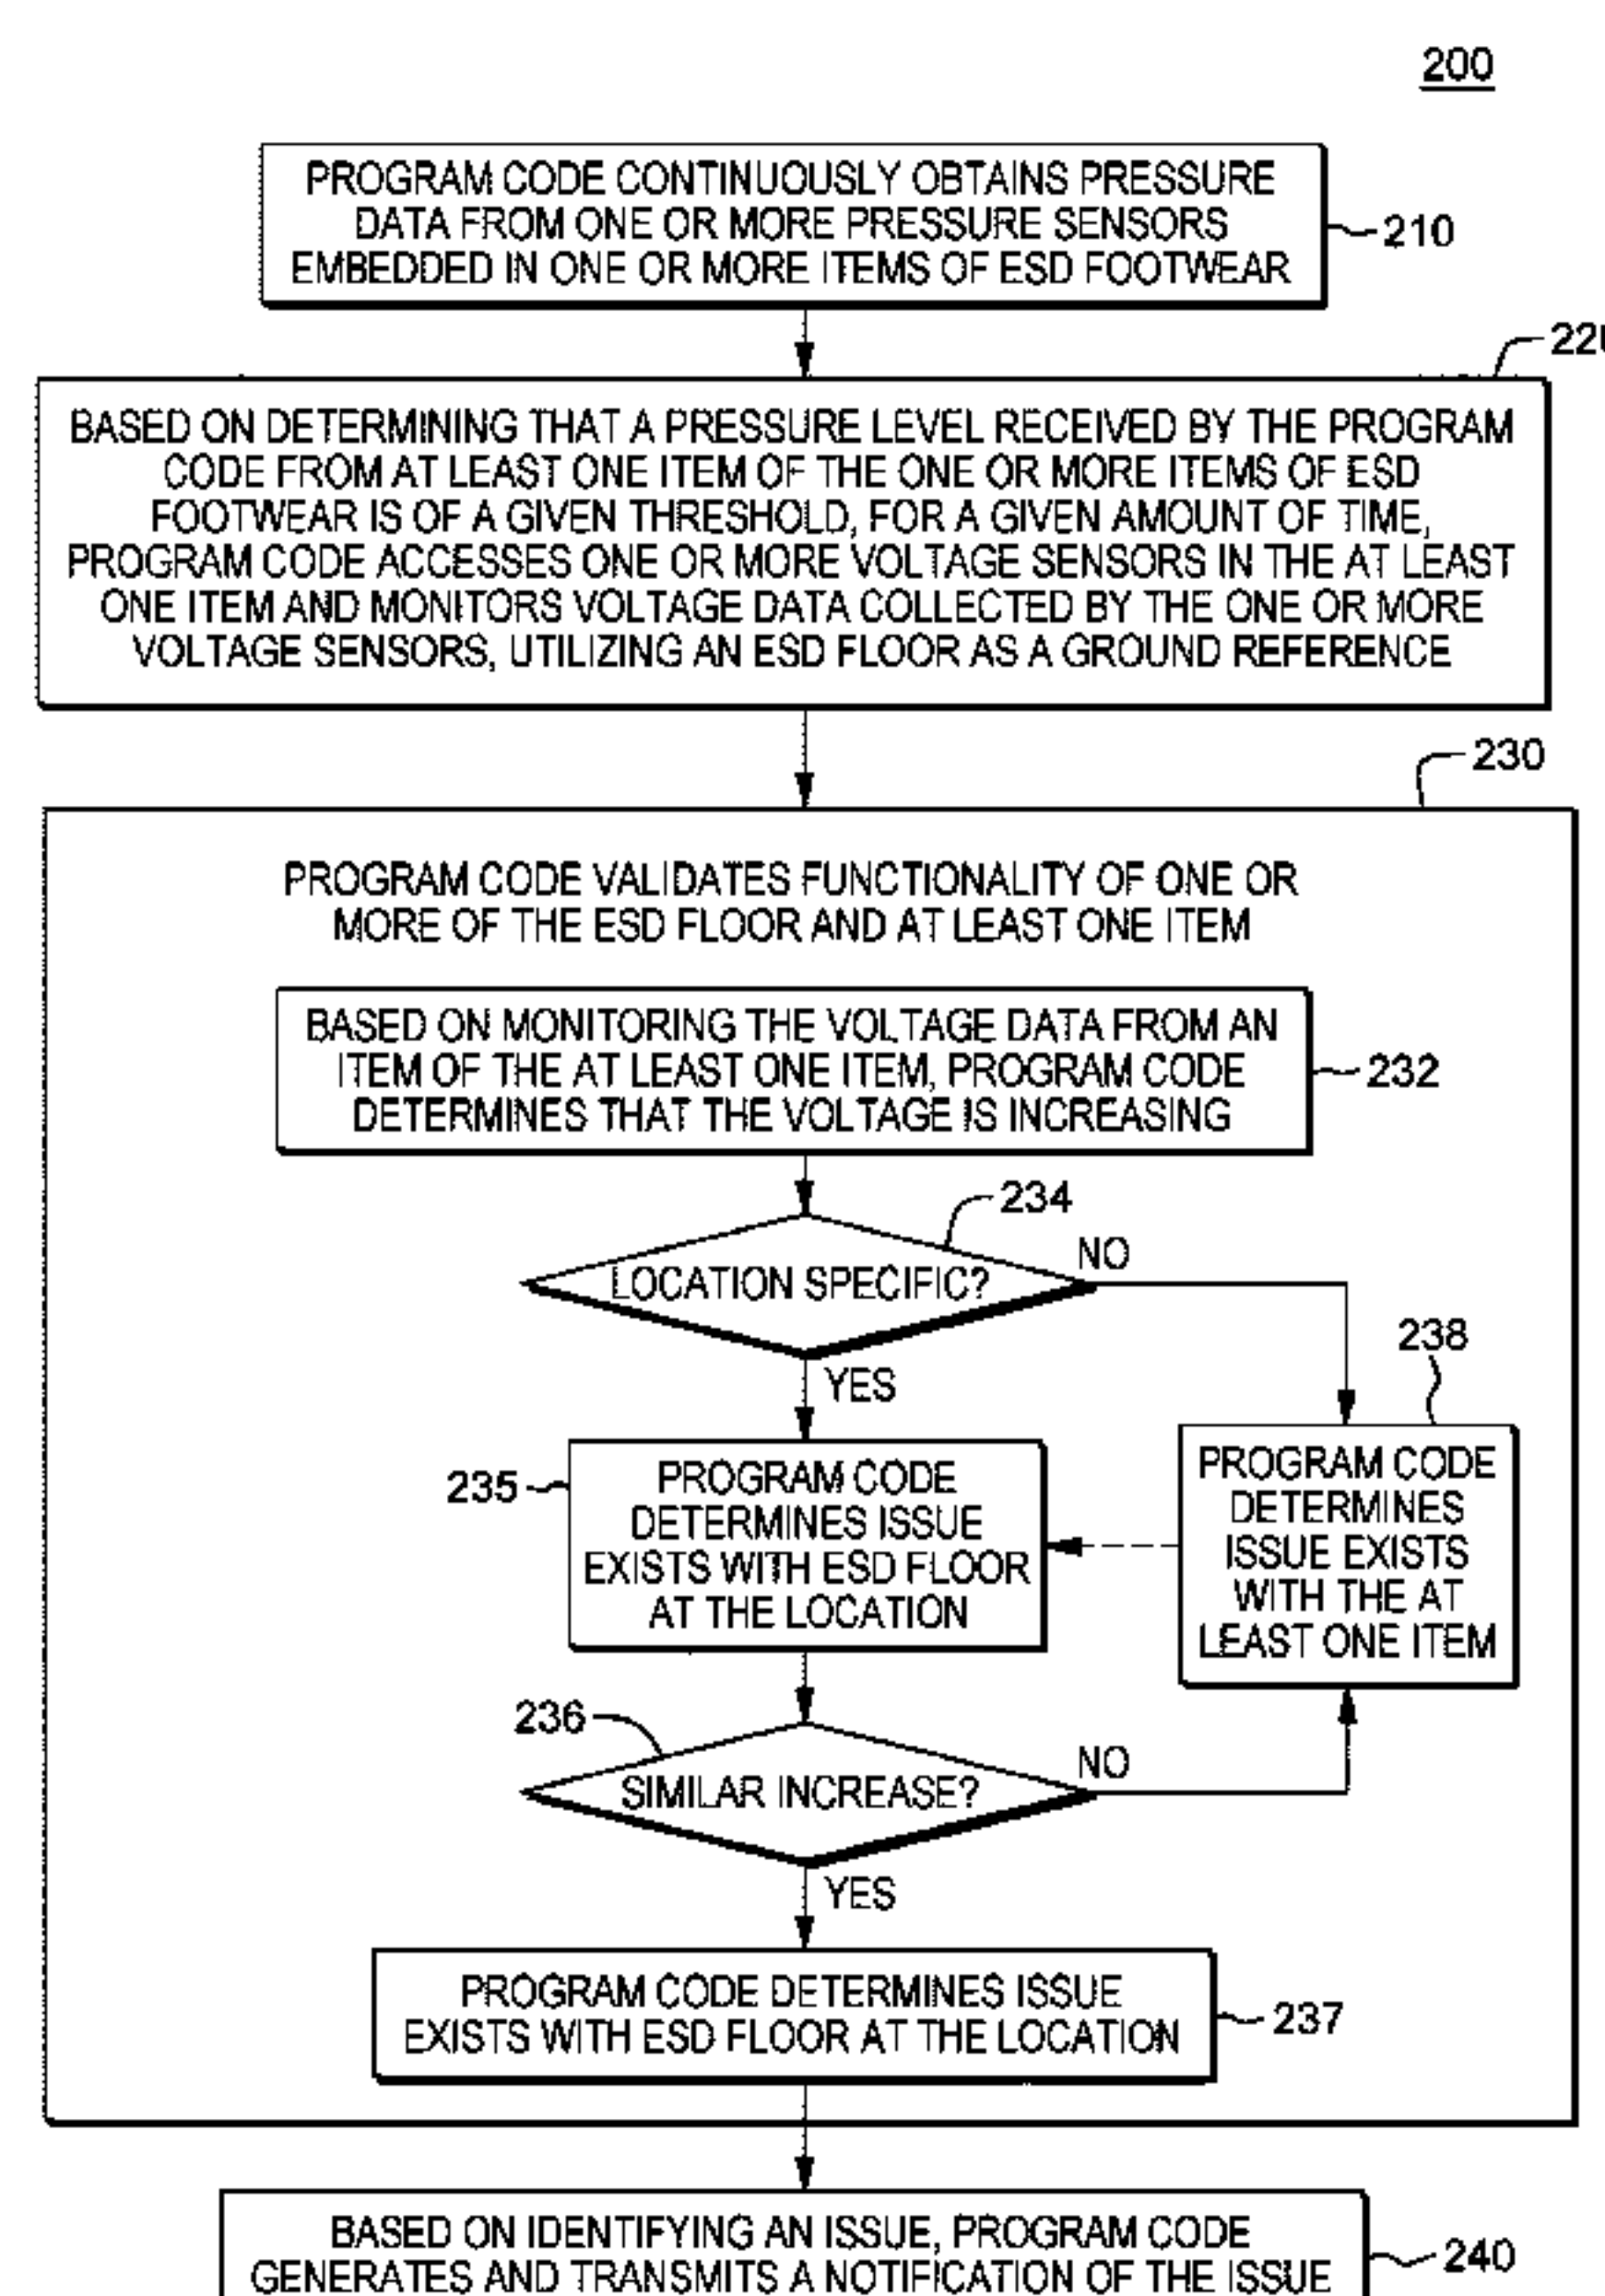 200
PROGRAM CODE CONTINUOUSLY OBTAINS PRESSURE
DATA FROM ONE OR MORE PRESSURE SENSORS
EMBEDDED IN ONE OR MORE ITEMS OF ESD FOOTWEAR
210
BASED ON DETERMINING THAT A PRESSURE LEVEL RECEIVED BY THE PROGRAM
CODE FROM AT LEAST ONE ITEM OF THE ONE OR MORE ITEMS OF ESD
FOOTWEAR IS OF A GIVEN THRESHOLD, FOR A GIVEN AMOUNT OF TIME,
PROGRAM CODE ACCESSES ONE OR MORE VOLTAGE SENSORS IN THE AT LEAST
ONE ITEM AND MONITORS VOLTAGE DATA COLLECTED BY THE ONE OR MORE
VOLTAGE SENSORS, UTILIZING AN ESD FLOOR AS A GROUND REFERENCE
230
PROGRAM CODE VALIDATES FUNCTIONALITY OF ONE OR
MORE OF THE ESD FLOOR AND AT LEAST ONE ITEM
BASED ON MONITORING THE VOLTAGE DATA FROM AN
ITEM OF THE AT LEAST ONE ITEM, PROGRAM CODE
DETERMINES THAT THE VOLTAGE IS INCREASING
232
234
LOCATION SPECIFIC?
NO
YES
238
235
PROGRAM CODE
DETERMINES ISSUE
EXISTS WITH ESD FLOOR
AT THE LOCATION
PROGRAM CODE
DETERMINES
ISSUE EXISTS
WITH THE AT
LEAST ONE ITEM
236
SIMILAR INCREASE?
NO
YES
PROGRAM CODE DETERMINES ISSUE
EXISTS WITH ESD FLOOR AT THE LOCATION
237
BASED ON IDENTIFYING AN ISSUE, PROGRAM CODE
GENERATES AND TRANSMITS A NOTIFICATION OF THE ISSUE
240